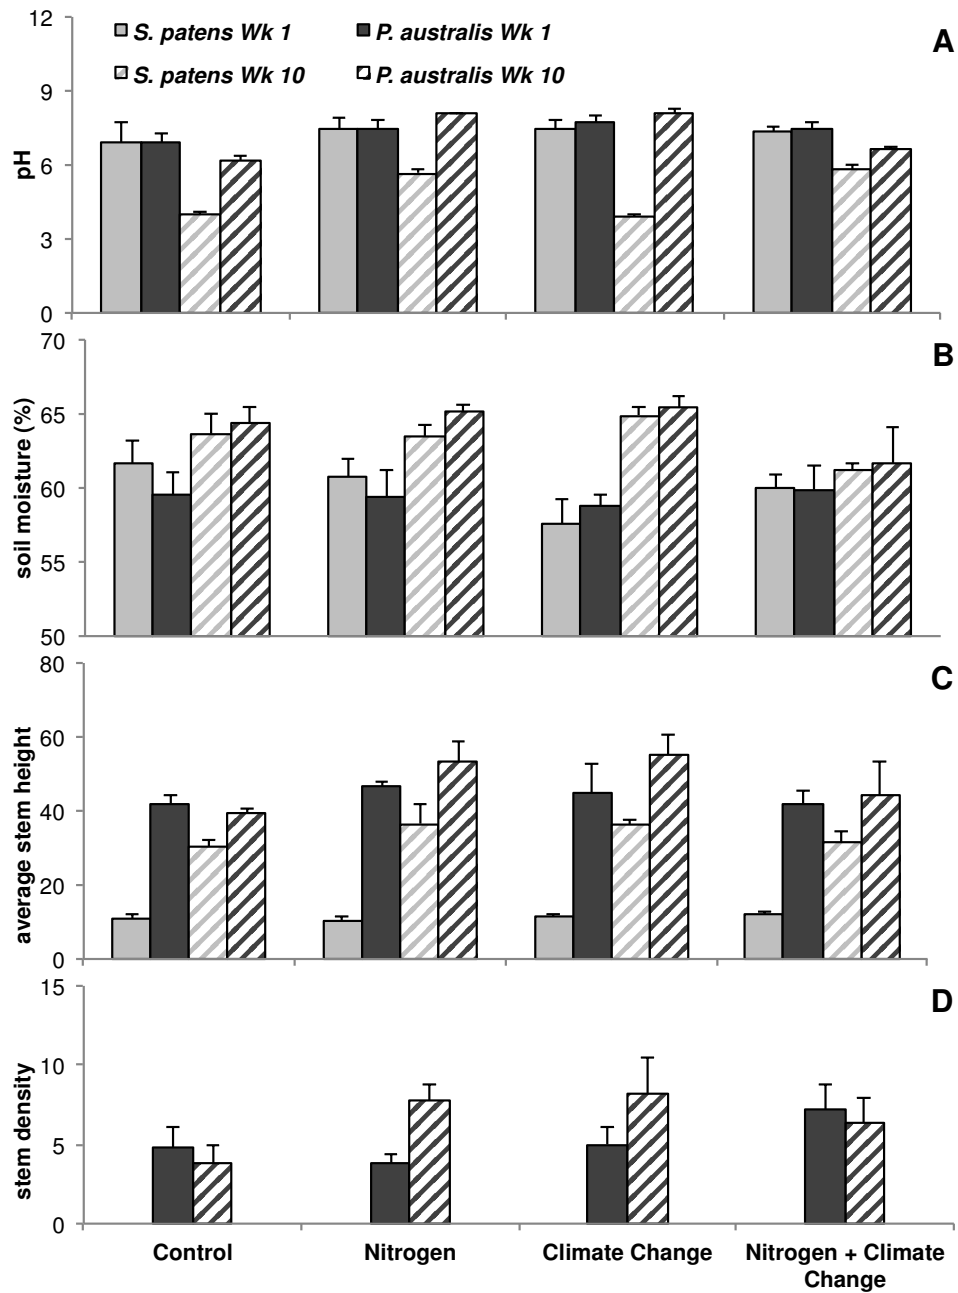 12
S. patens Wk 1
P. australis Wk 1
A
S. patens Wk 10
P. australis Wk 10
9
pH
6
3
0
70
B
65
soil moisture (%)
60
55
50
80
C
60
average stem height
40
20
0
15
D
10
stem density
5
0
Control
Nitrogen
Climate Change
Nitrogen + Climate
Change